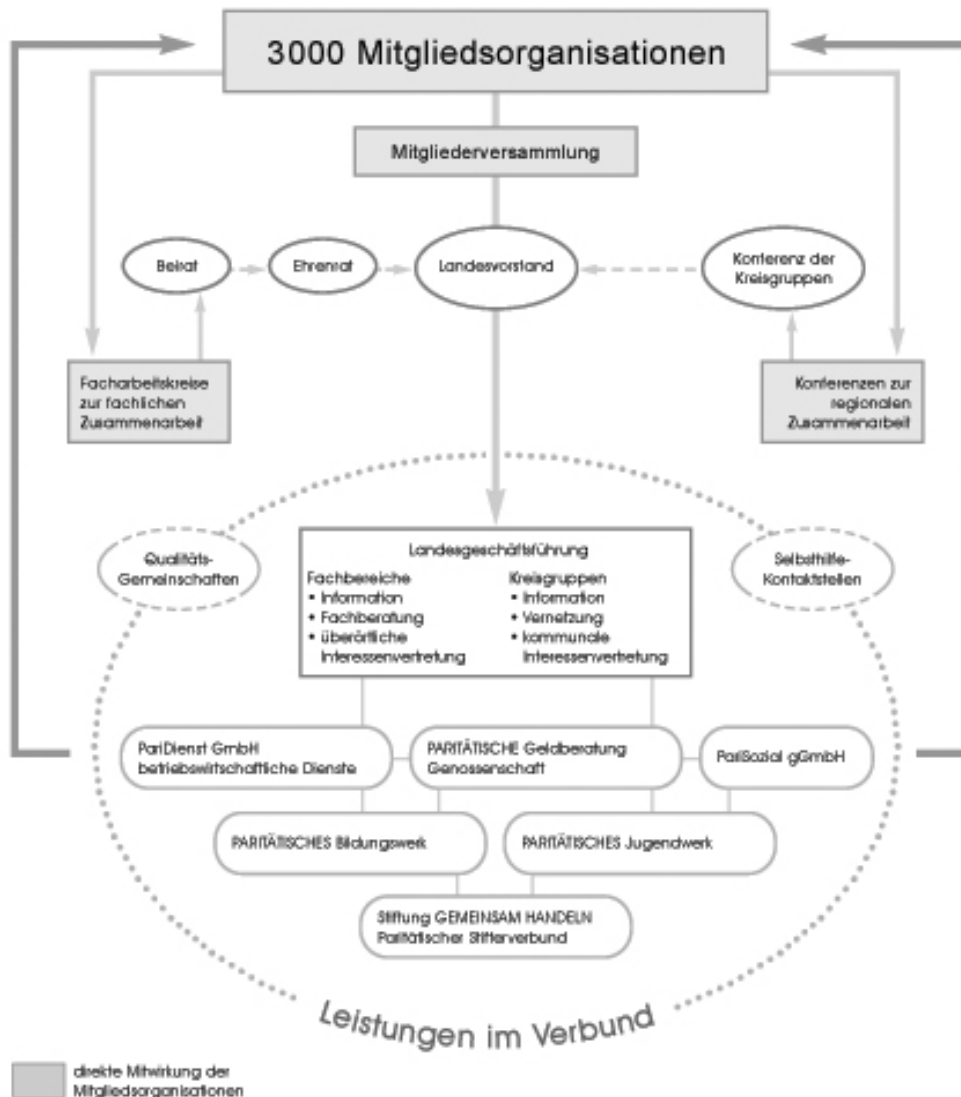 3000 Mitgliedsorganisationen
Mitgliederversammlung
Beirat
Ehrenrat
Landesvorstand
Konferenz der
Kreisgruppen
Facharbeitskreise
zur fachlichen
Zusammenarbeit
Konferenzen zur
regionalen
Zusammenarbeit
Qualitäts-
Gemeinschaften
Selbsthilfe-
Kontaktstellen
Landesgeschäftsführung
Fachbereiche
• Information
• Fachberatung
• überörtliche
Interessenvertretung
Kreisgruppen
• Information
• Vernetzung
• kommunale
Interessenvertretung
PariDienst GmbH
betriebswirtschaftliche Dienste
PARITÄTISCHE Geldberatung
Genossenschaft
PariSozial gGmbH
PARITÄTISCHES Bildungswerk
PARITÄTISCHES Jugendwerk
Stiftung GEMEINSAM HANDELN
Paritätischer Stifterverbund
Leistungen im Verbund
direkte Mitwirkung der
Mitgliedsorganisationen